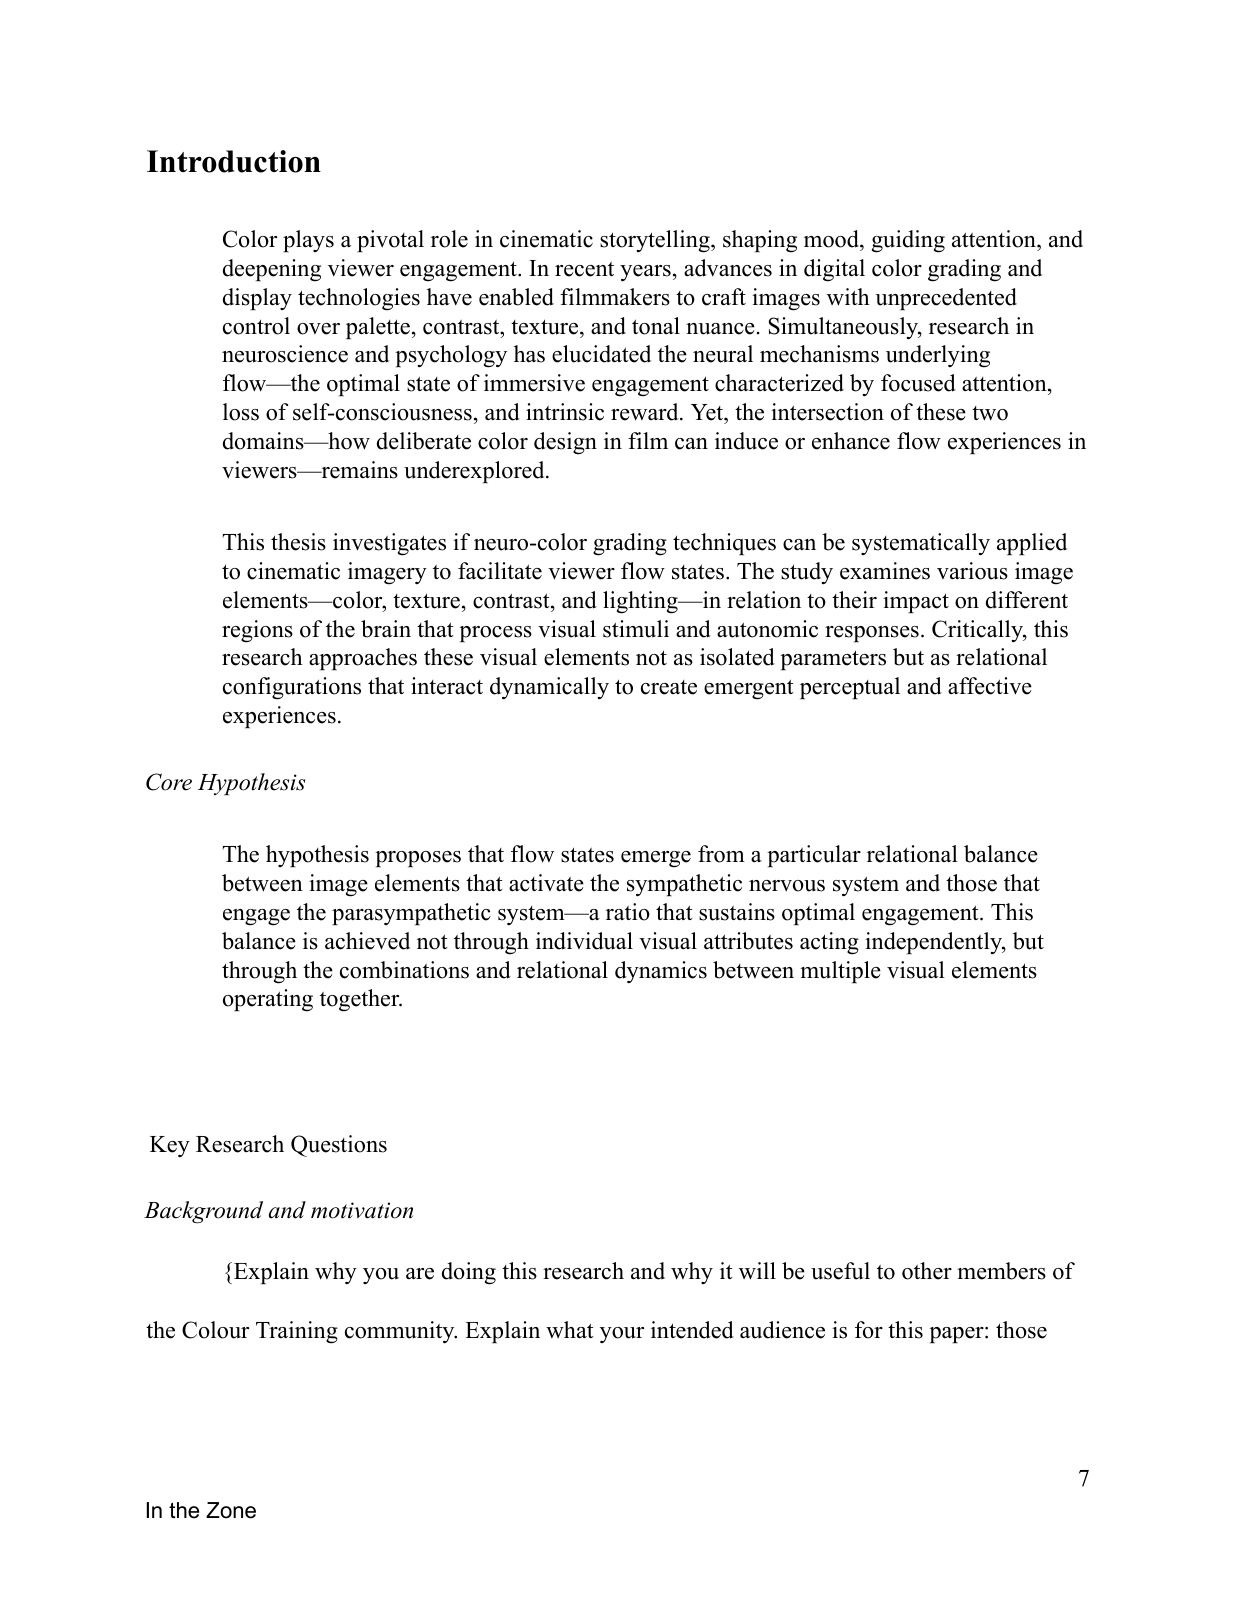 Introduction
Color plays a pivotal role in cinematic storytelling, shaping mood, guiding attention, and
deepening viewer engagement. In recent years, advances in digital color grading and
display technologies have enabled filmmakers to craft images with unprecedented
control over palette, contrast, texture, and tonal nuance. Simultaneously, research in
neuroscience and psychology has elucidated the neural mechanisms underlying
flow—the optimal state of immersive engagement characterized by focused attention,
loss of self-consciousness, and intrinsic reward. Yet, the intersection of these two
domains—how deliberate color design in film can induce or enhance flow experiences in
viewers—remains underexplored.
This thesis investigates if neuro-color grading techniques can be systematically applied
to cinematic imagery to facilitate viewer flow states. The study examines various image
elements—color, texture, contrast, and lighting—in relation to their impact on different
regions of the brain that process visual stimuli and autonomic responses. Critically, this
research approaches these visual elements not as isolated parameters but as relational
configurations that interact dynamically to create emergent perceptual and affective
experiences.
Core Hypothesis
The hypothesis proposes that flow states emerge from a particular relational balance
between image elements that activate the sympathetic nervous system and those that
engage the parasympathetic system—a ratio that sustains optimal engagement. This
balance is achieved not through individual visual attributes acting independently, but
through the combinations and relational dynamics between multiple visual elements
operating together.
Key Research Questions
Background and motivation
{Explain why you are doing this research and why it will be useful to other members of
the Colour Training community. Explain what your intended audience is for this paper: those
7
In the Zone